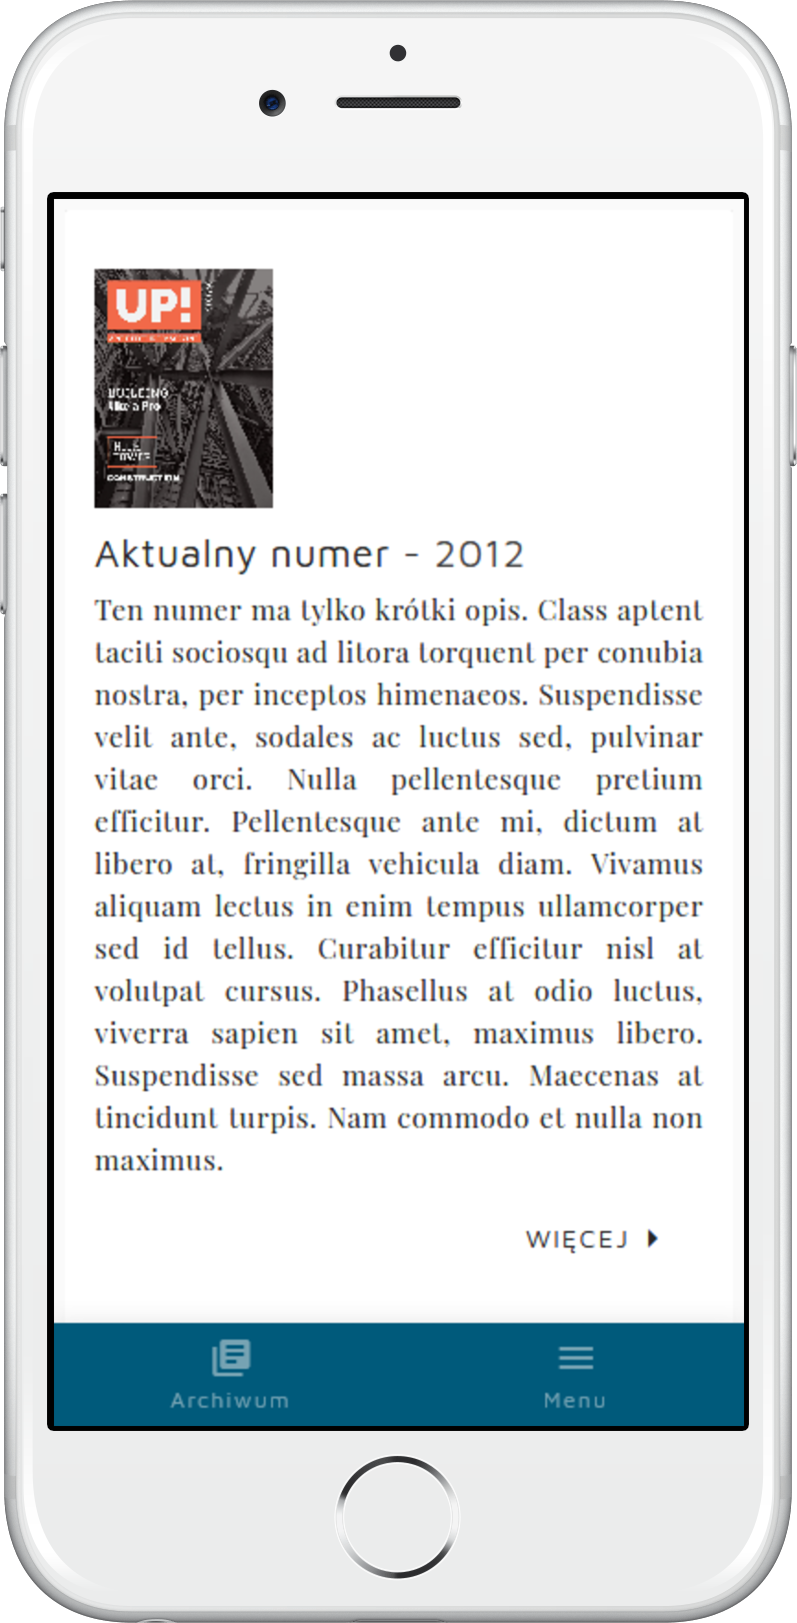 UP!
BUILDING
like a Pro
CONSTRUCTION
Aktualny numer - 2012
Ten numer ma tylko krótki opis. Class aptent
taciti sociosqu ad litora torquent per conubia
nostra, per inceptos himenaeos. Suspendisse
velit ante, sodales ac luctus sed, pulvinar
vitae orci. Nulla pellentesque pretium
efficitur. Pellentesque ante mi, dictum at
libero at, fringilla vehicula diam. Vivamus
aliquam lectus in enim tempus ullamcorper
sed id tellus. Curabitur efficitur nisl at
volutpat cursus. Phasellus at odio luctus,
viverra sapien sit amet, maximus libero.
Suspendisse sed massa arcu. Maecenas at
tincidunt turpis. Nam commodo et nulla non
maximus.
WIĘCEJ
Archiwum
Menu